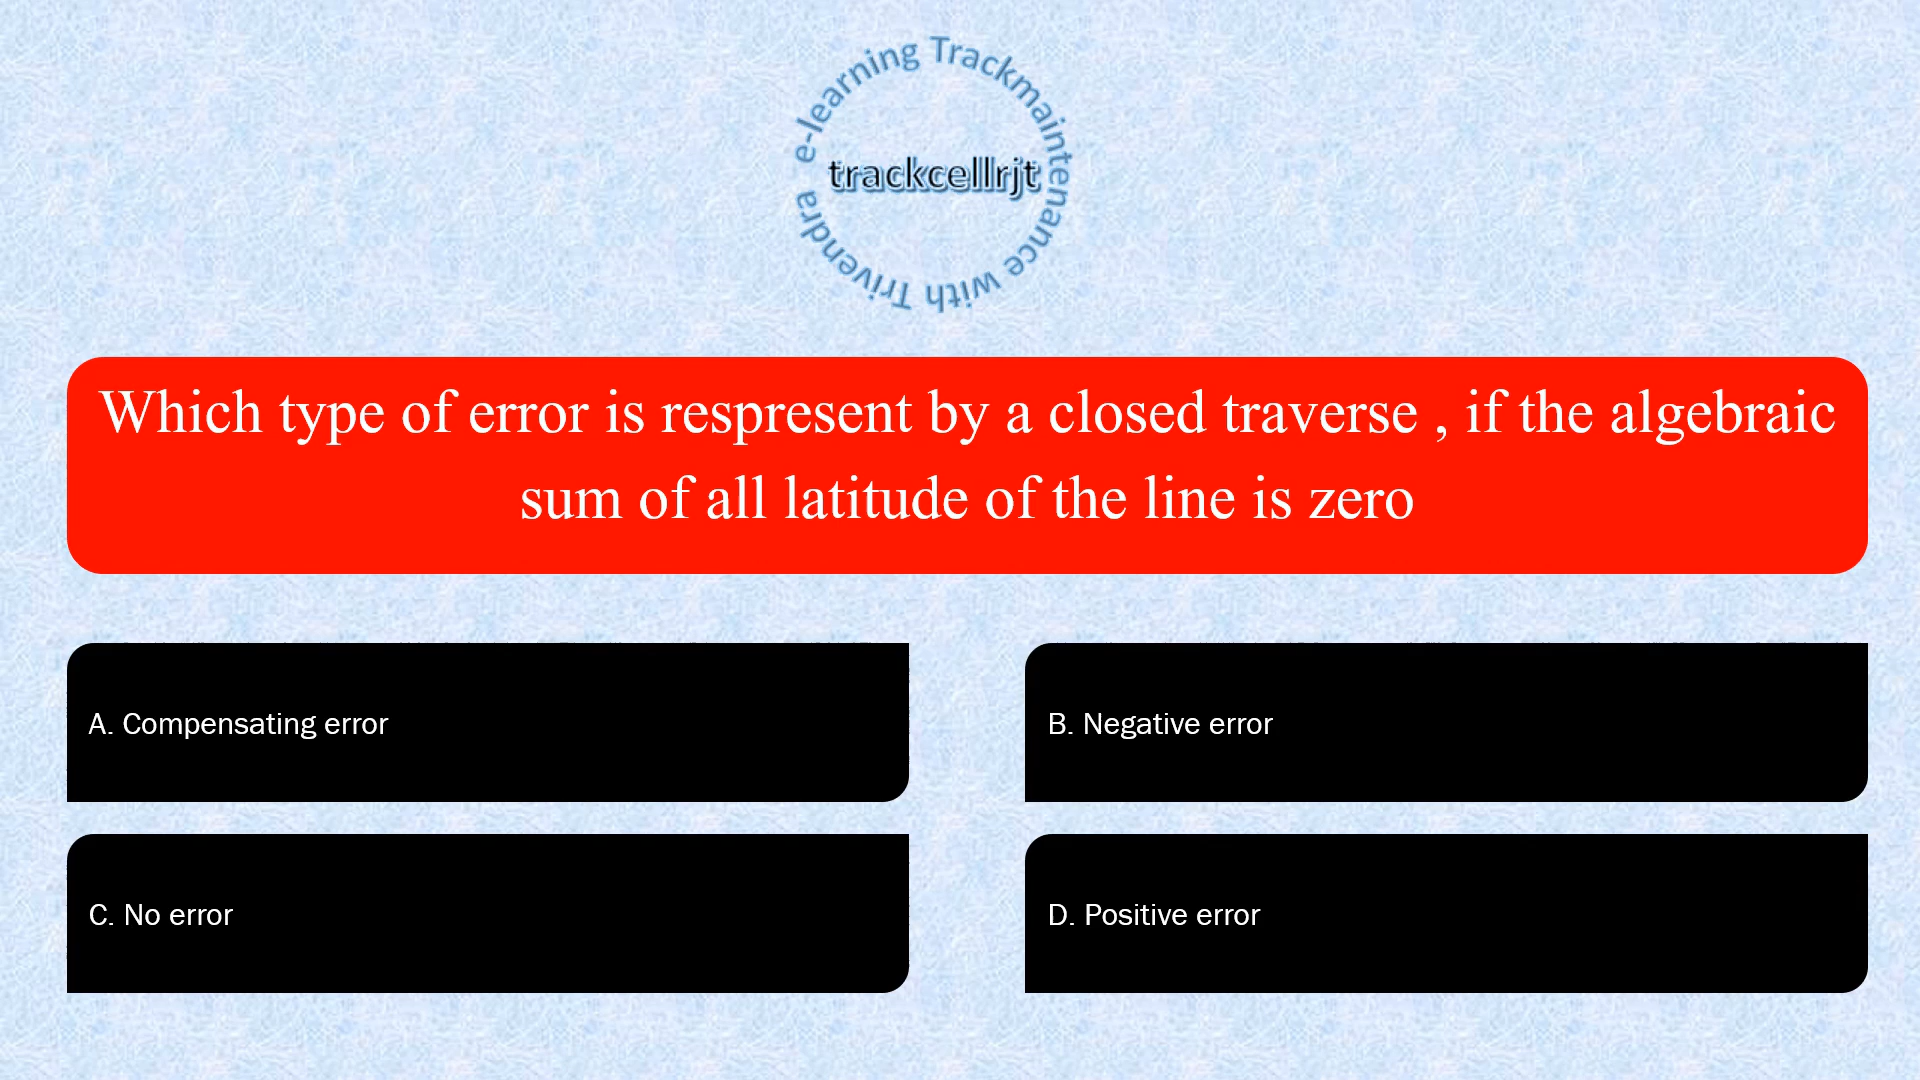 e-learning Trackmaintenance with Trivendra
trackcellrjt
Which type of error is respresent by a closed traverse , if the algebraic
sum of all latitude of the line is zero
A. Compensating error
B. Negative error
C. No error
D. Positive error